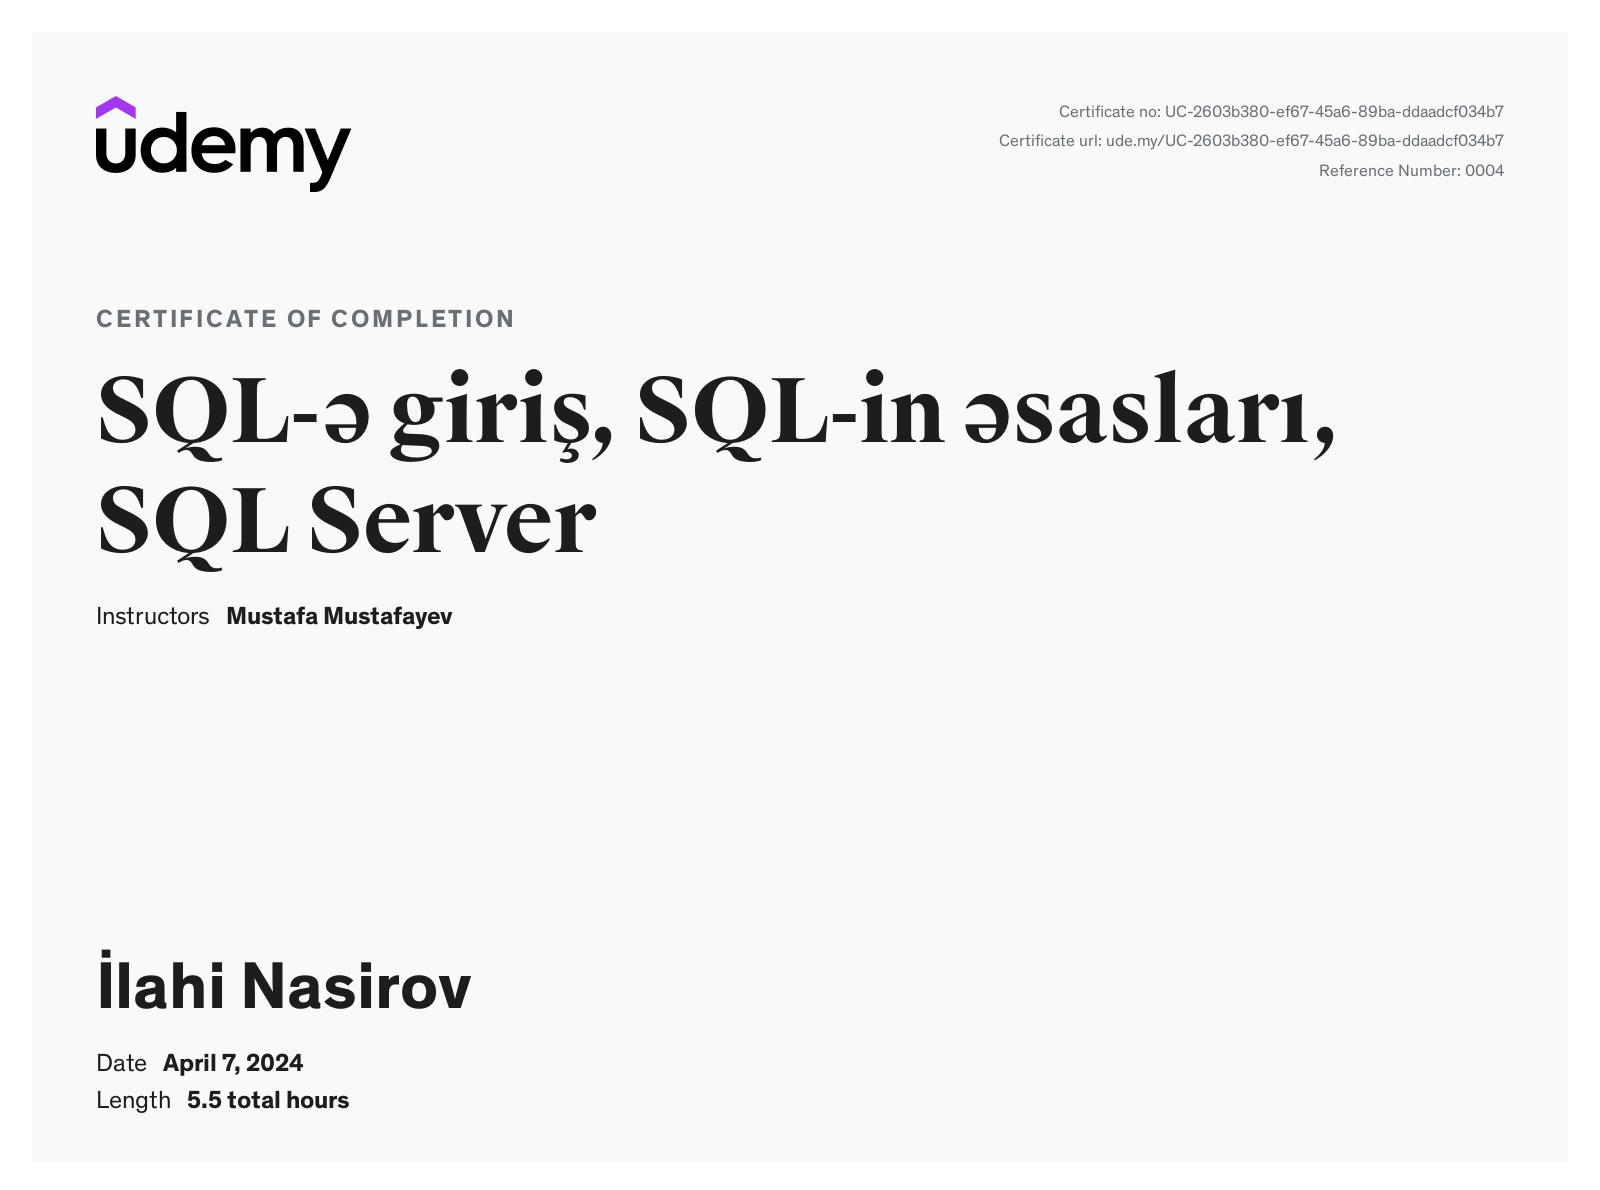 udemy
Certificate no: UC-2603b380-ef67-45a6-89ba-ddaadcf034b7
Certificate url: ude.my/UC-2603b380-ef67-45a6-89ba-ddaadcf034b7
Reference Number: 0004
CERTIFICATE OF COMPLETION
SQL-ə giriş, SQL-in əsasları,
SQL Server
Instructors Mustafa Mustafayev
İlahi Nasirov
Date April 7, 2024
Length 5.5 total hours